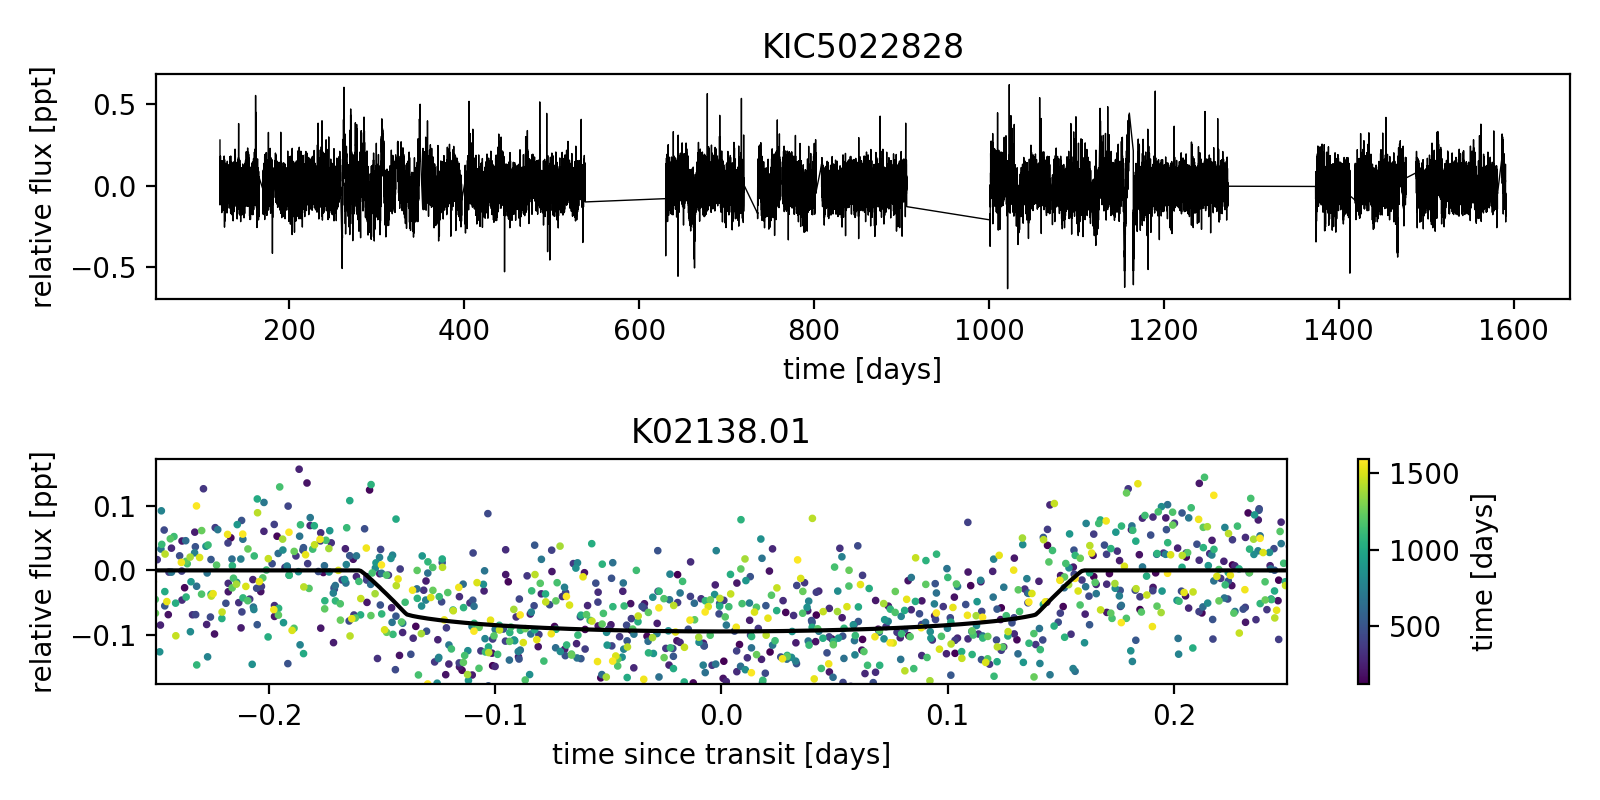 KIC5022828
relative flux [ppt]
0.5
0.0
−0.5
200 400 600 800 1000 1200 1400 1600
time [days]
K02138.01
relative flux [ppt]
0.1
0.0
−0.1
−0.2 −0.1 0.0 0.1 0.2
time since transit [days]
1500
1000
500
time [days]